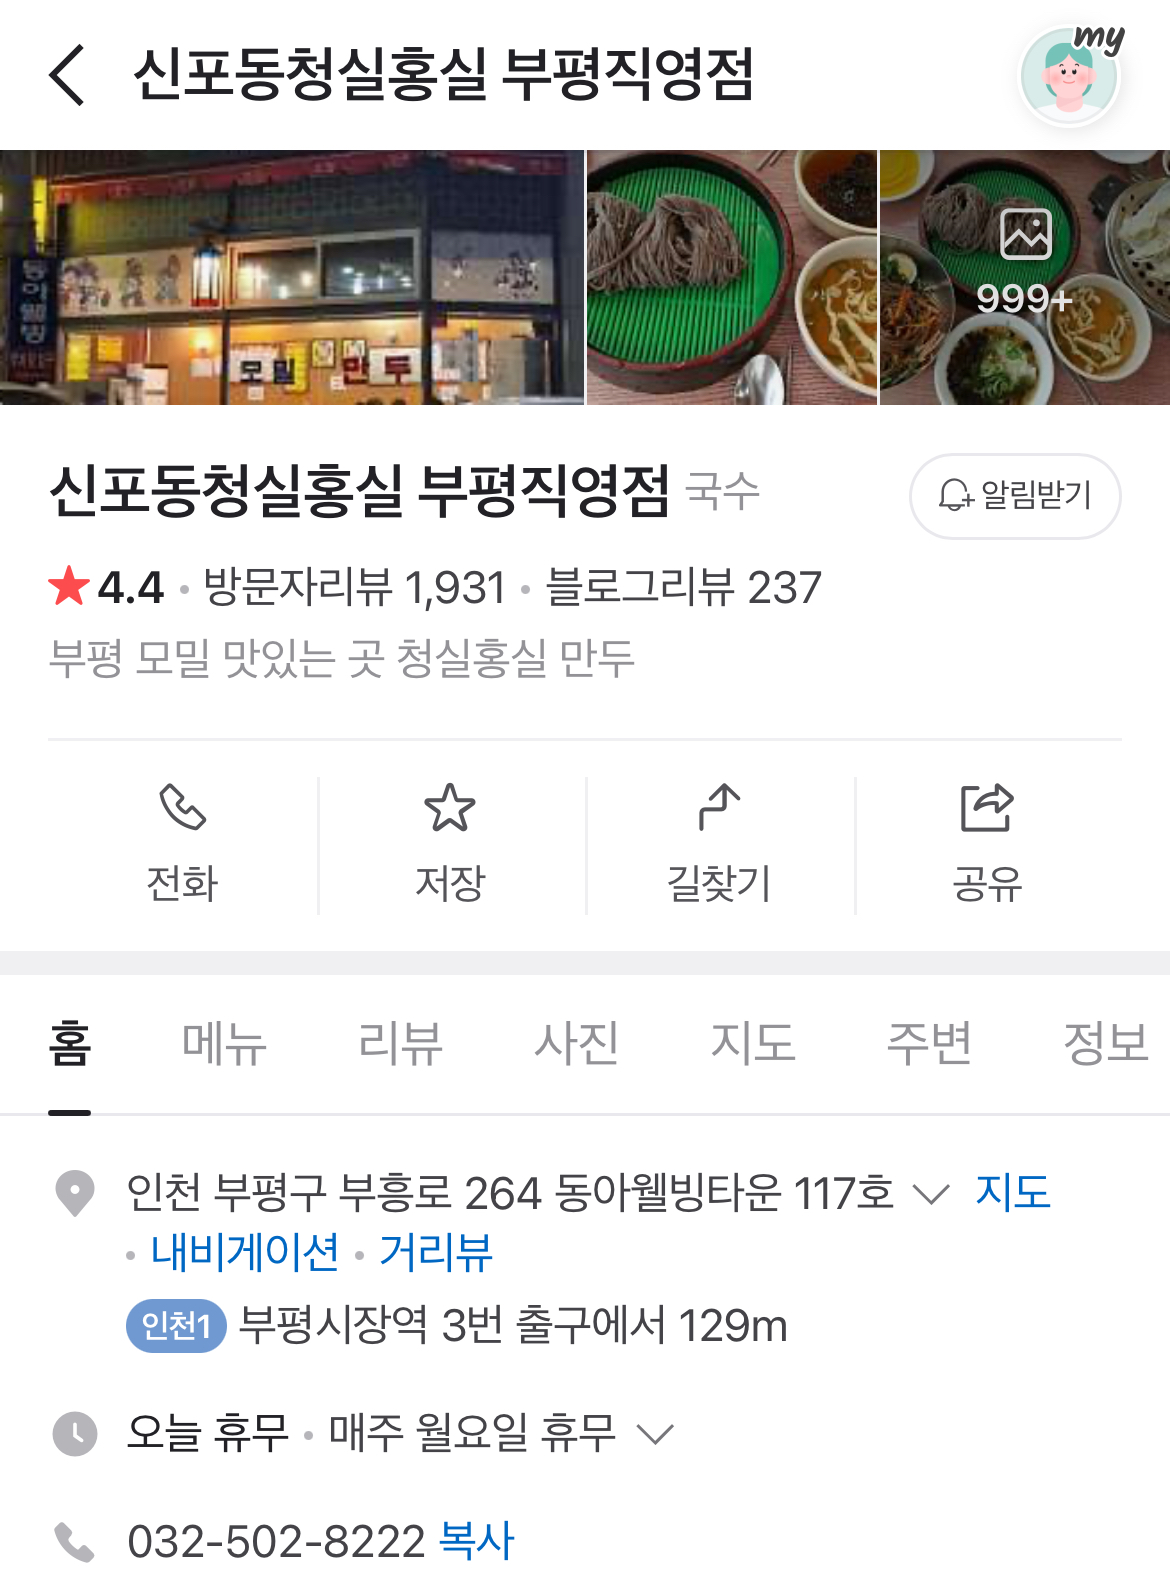 신포동청실홍실 부평직영점
my
모밀 만두
999+
신포동청실홍실 부평직영점 국수
알림받기
4.4 • 방문자리뷰 1,931 • 블로그리뷰 237
부평 모밀 맛있는 곳 청실홍실 만두
전화 저장 길찾기 공유
홈 메뉴 리뷰 사진 지도 주변 정보
인천 부평구 부흥로 264 동아웰빙타운 117호 지도
• 내비게이션 • 거리뷰
인천1 부평시장역 3번 출구에서 129m
오늘 휴무 • 매주 월요일 휴무
032-502-8222 복사